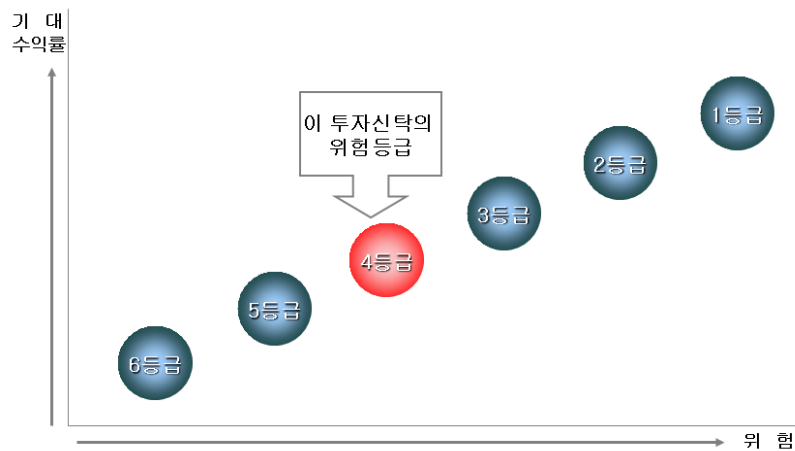 기 대
수익률
이 투자신탁의
위험등급
1등급
2등급
3등급
4등급
5등급
6등급
위 험